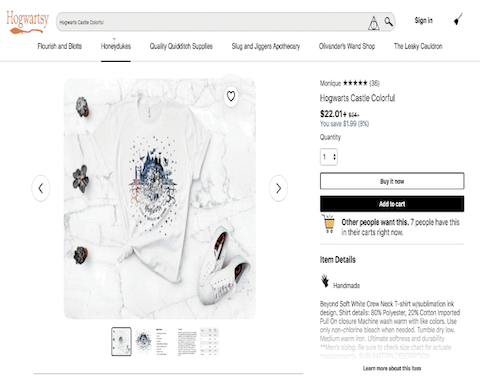 Hogwartsy
Hogwarts Castle Colorful
Sign in
Flourish and Blotts
Honeydukes
Quality Quidditch Supplies
Slug and Jiggers Apothecary
Olivander's Wand Shop
The Leaky Cauldron
Monique ★★★★★ (36)
Hogwarts Castle Colorful
$22.01+ $24+
You save $1.99 (8%)
Quantity
1
Buy it now
Add to cart
Other people want this. 7 people have this
in their carts right now.
Item Details
Handmade
Beyond Soft White Crew Neck T-shirt w/sublimation ink
design. Shirt details: 80% Polyester, 20% Cotton Imported
Pull On closure Machine wash warm with like colors. Use
only non-chlorine bleach when needed. Tumble dry low.
Medium warm iron. Ultimate softness and durability
**Men's sizing. Be sure to check size chart for actuate
Learn more about this item